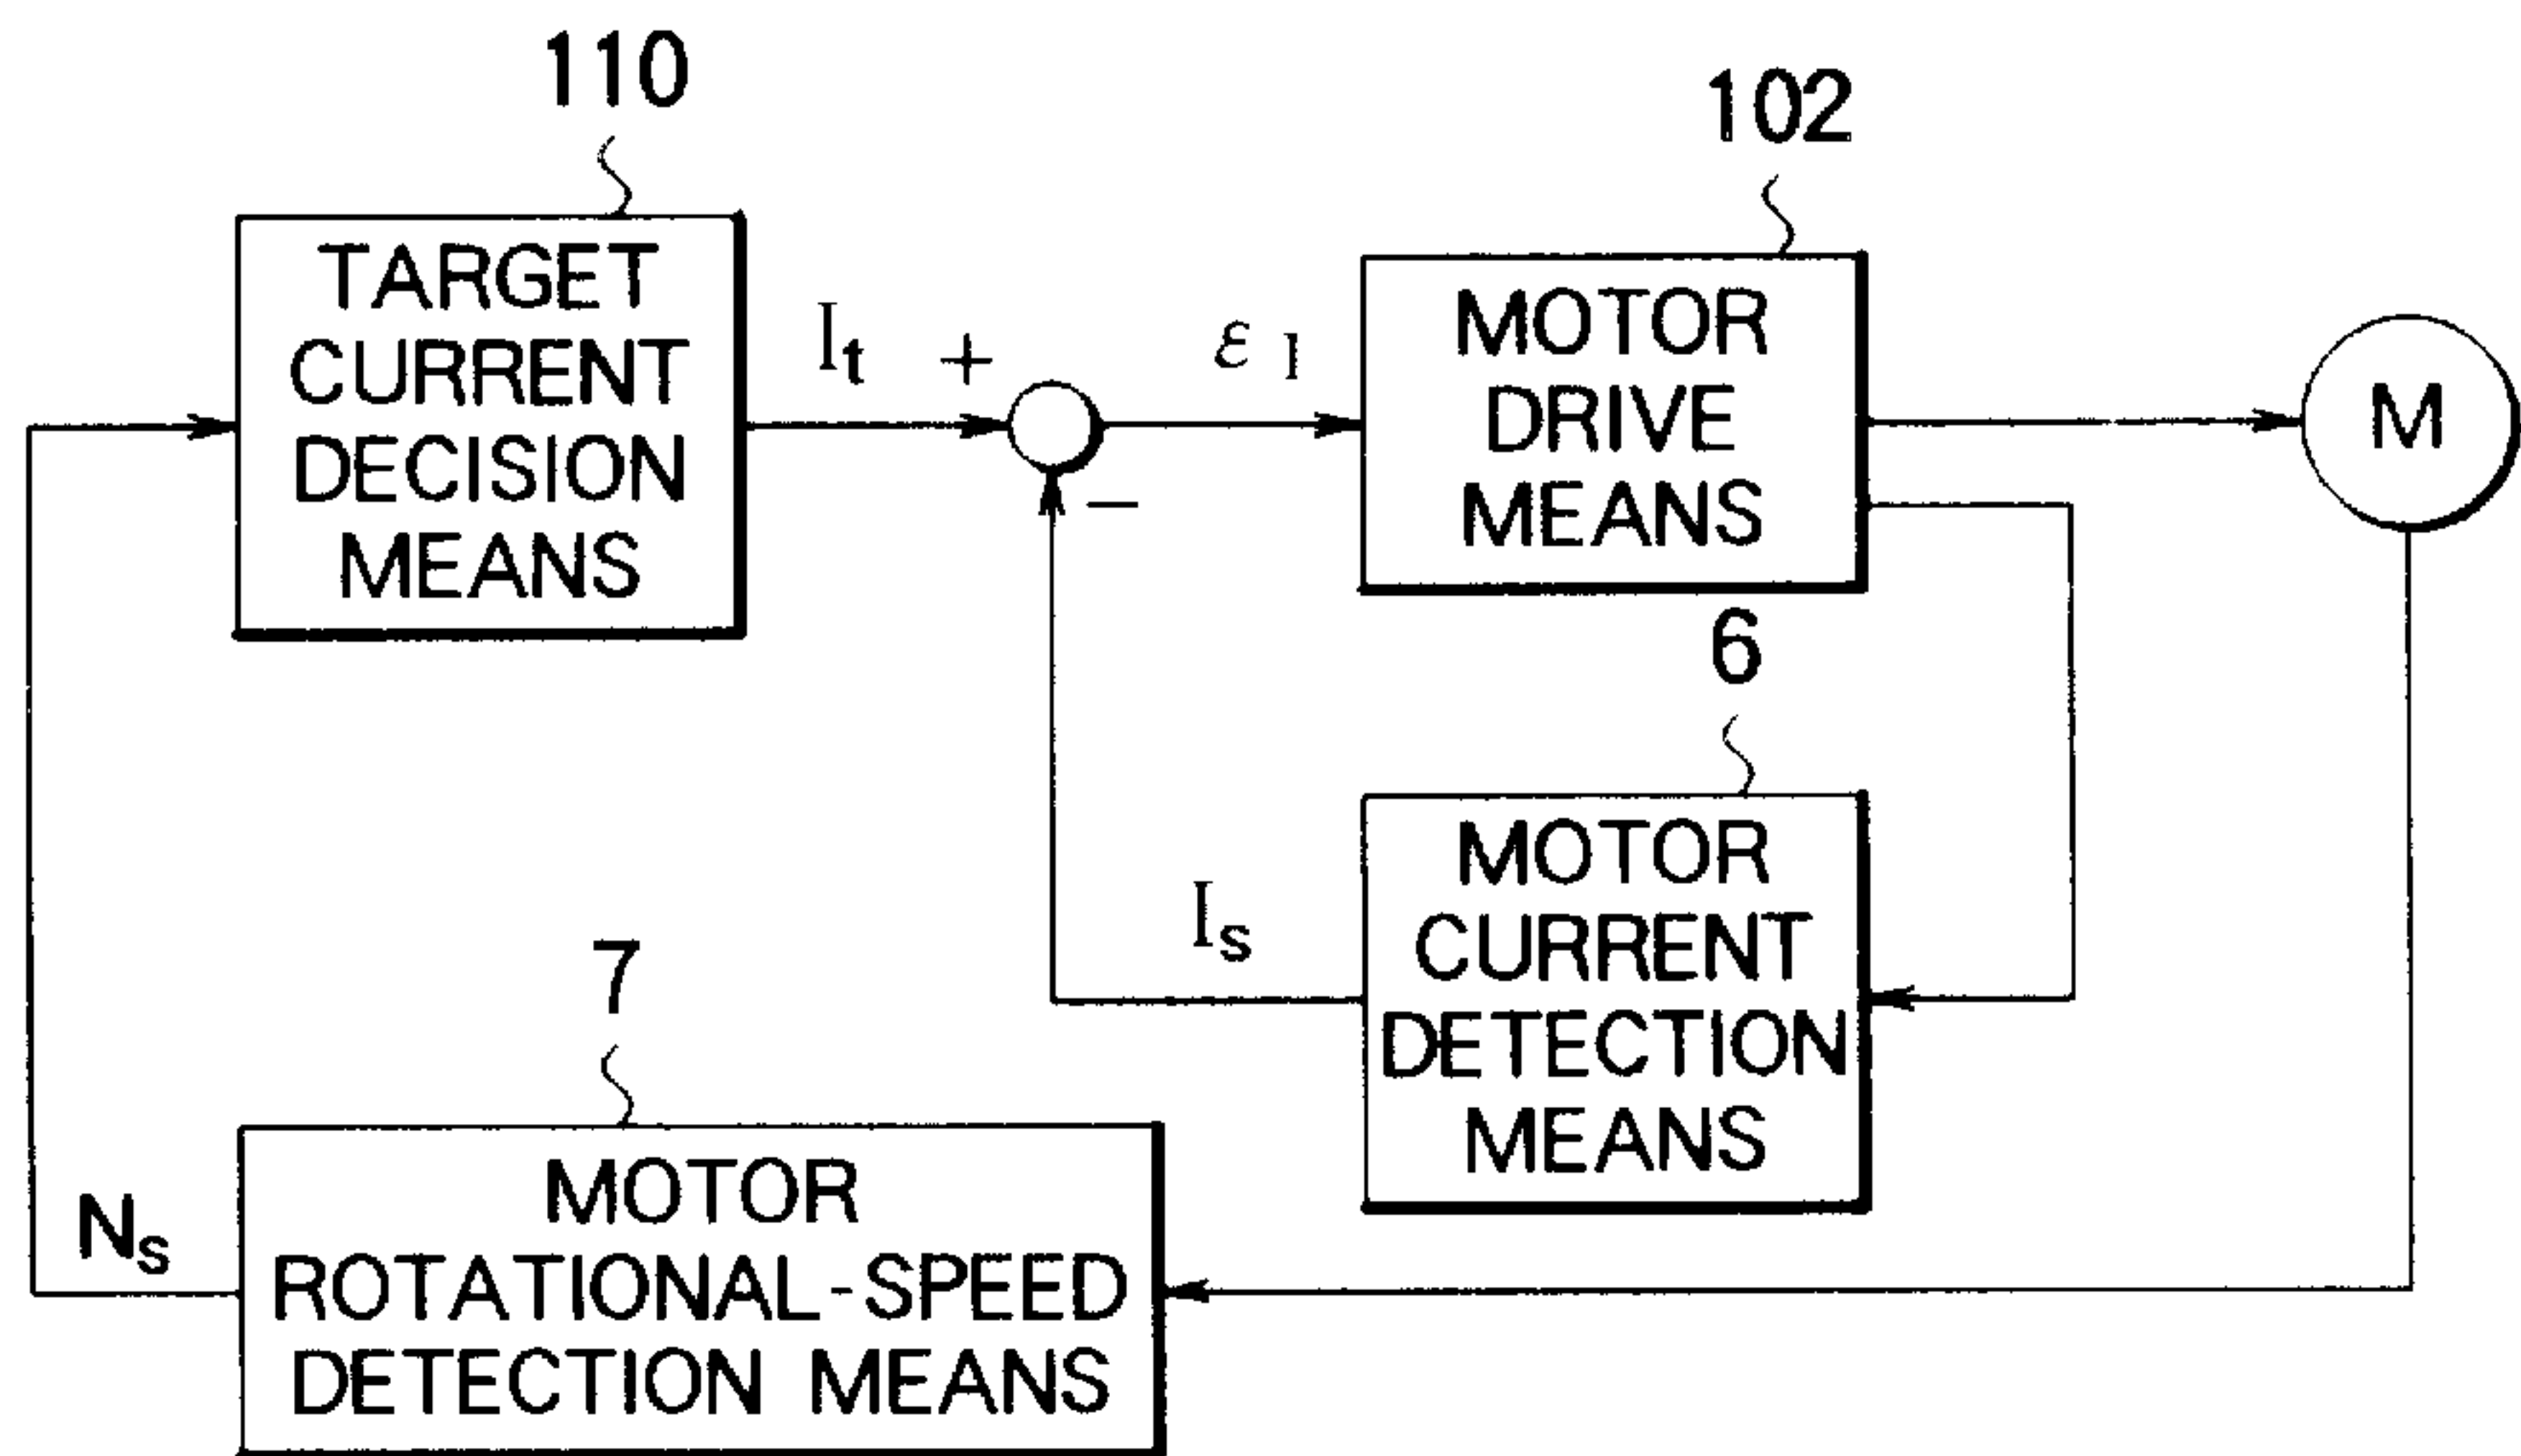 110
TARGET
CURRENT
DECISION
MEANS
It
+
-
ε1
102
MOTOR
DRIVE
MEANS
M
6
MOTOR
CURRENT
DETECTION
MEANS
Is
7
MOTOR
ROTATIONAL-SPEED
DETECTION MEANS
Ns